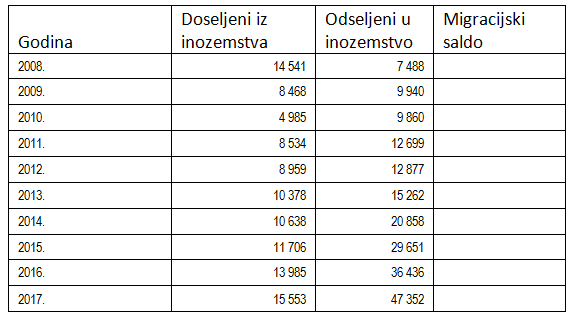 Godina Doseljeni iz inozemstva Odseljeni u inozemstvo Migracijski saldo
2008. 14 541 7 488
2009. 8 468 9 940
2010. 4 985 9 860
2011. 8 534 12 699
2012. 8 959 12 877
2013. 10 378 15 262
2014. 10 638 20 858
2015. 11 706 29 651
2016. 13 985 36 436
2017. 15 553 47 352